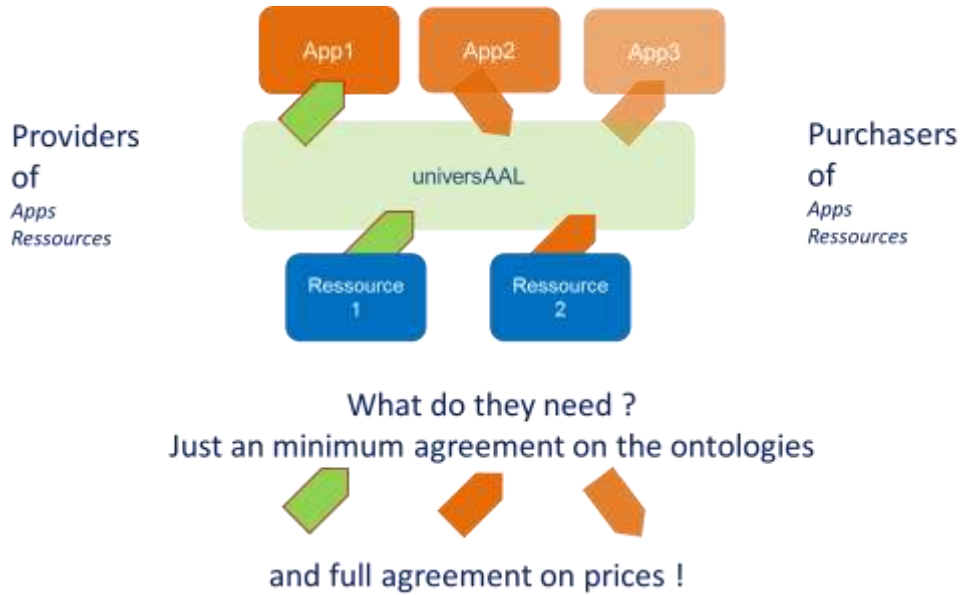 App1
App2
App3
Providers
of
Apps
Ressources
universAAL
Purchasers
of
Apps
Ressources
Ressource
1
Ressource
2
What do they need ?
Just an minimum agreement on the ontologies
and full agreement on prices !